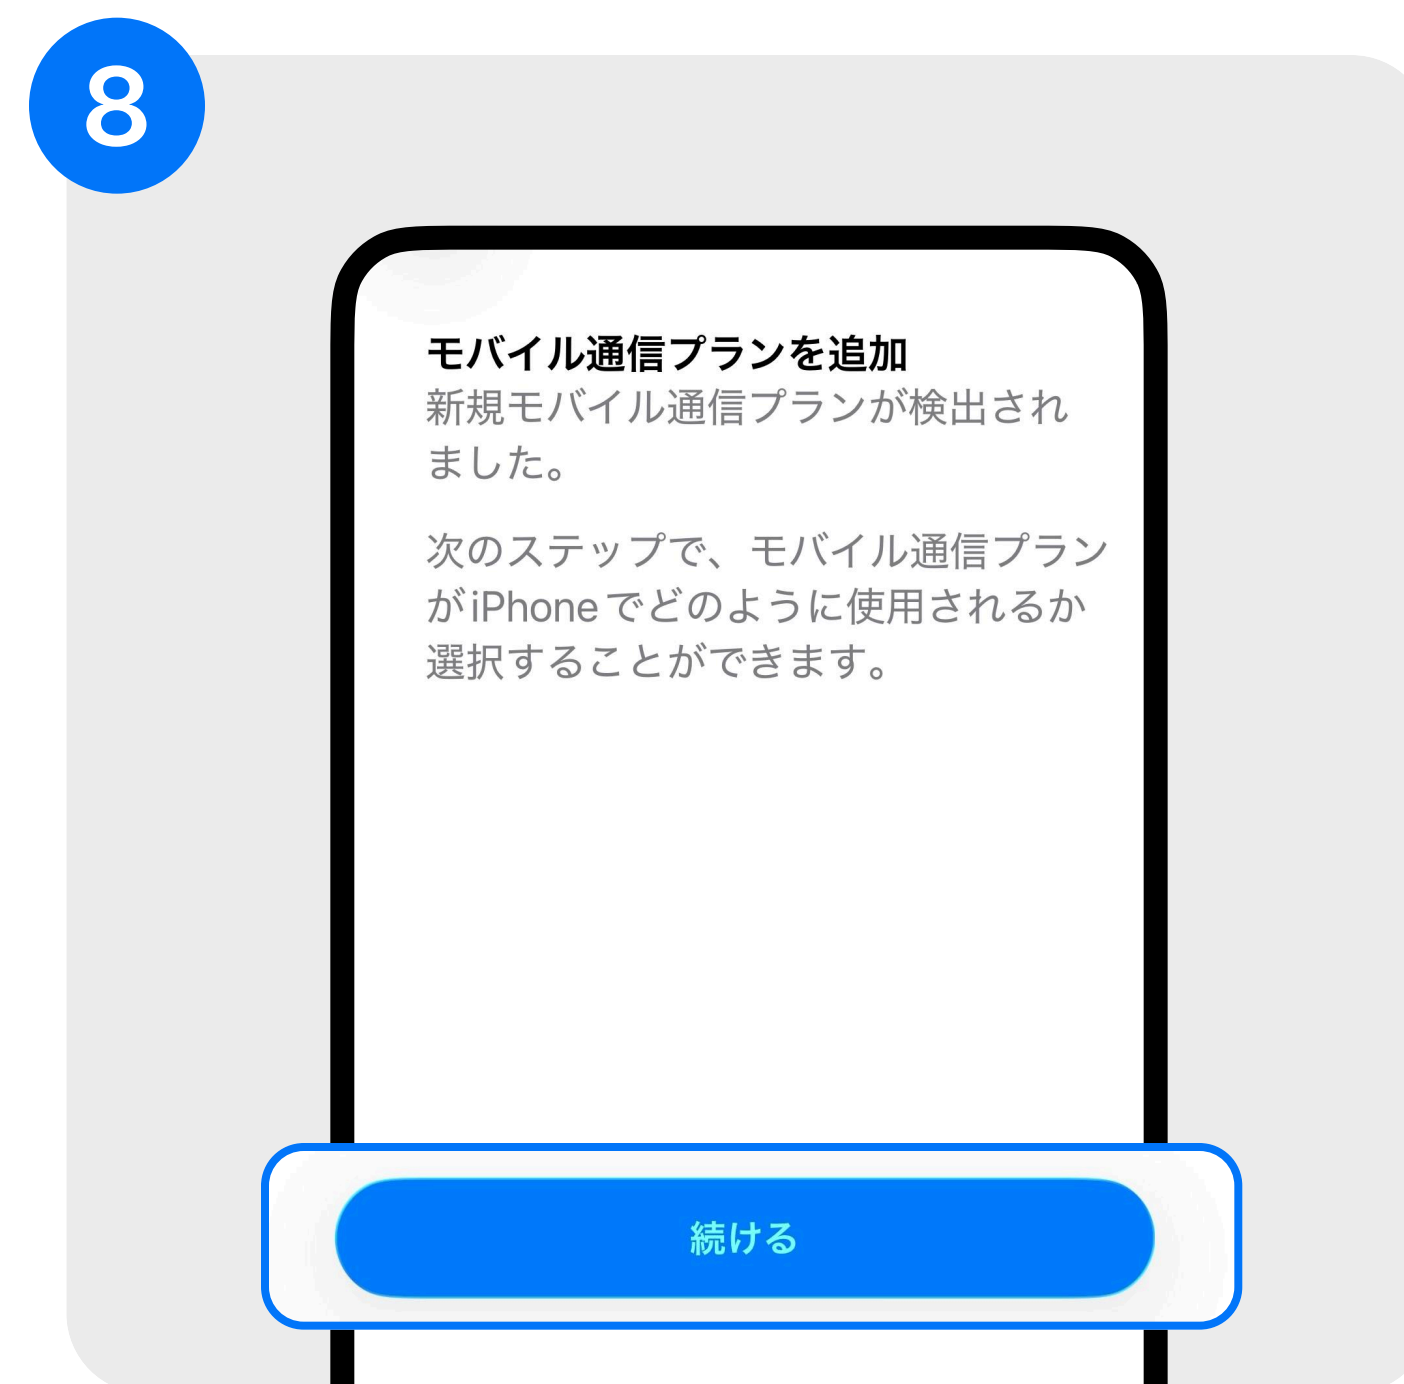 8
モバイル通信プランを追加
新規モバイル通信プランが検出され
ました。
次のステップで、モバイル通信プラン
がiPhoneでどのように使用されるか
選択することができます。
続ける